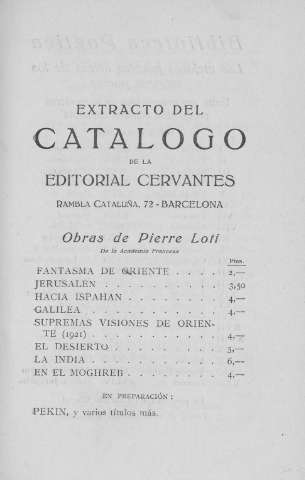 EXTRACTO DEL
CATALOGO
DE LA
EDITORIAL CERVANTES
RAMBLA CATALUÑA, 72 - BARCELONA
Obras de Pierre Loti
De la Academia Francesa
Ptas.
FANTASMA DE ORIENTE . . . . 2,—
JERUSALEN . . . . . . . . 3,50
HACIA ISPAHAN . . . . . . 4,—
GALILEA . . . . . . . . . 4,—
SUPREMAS VISIONES DE ORIEN-
TE (1921) . . . . . . . . 4,—
EL DESIERTO . . . . . . . 3,—
LA INDIA . . . . . . . . 6,—
EN EL MOGHREB . . . . . . 4,—
EN PREPARACIÓN :
PEKIN, y varios títulos más.